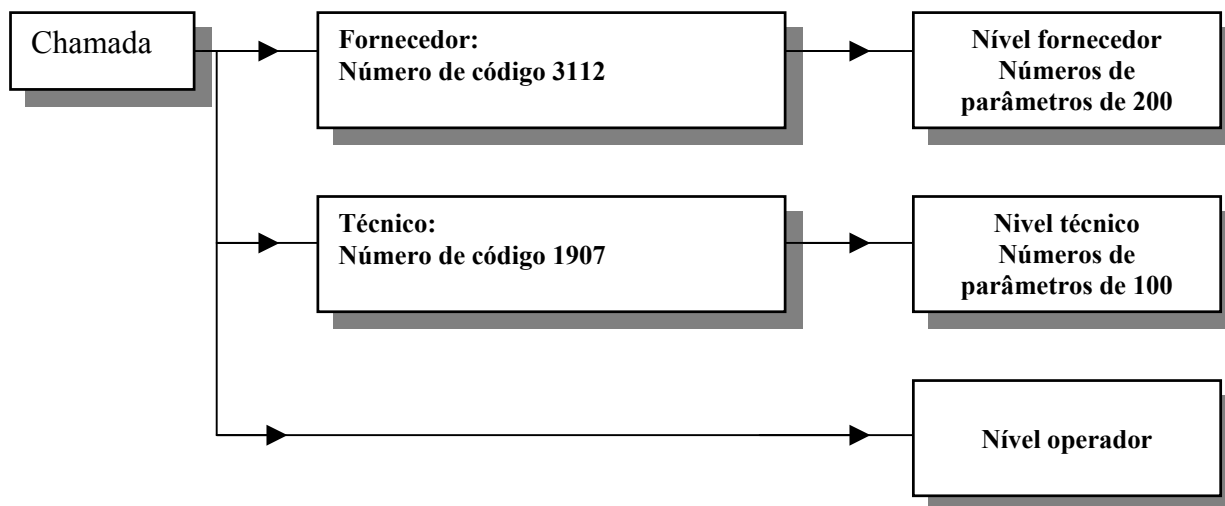 Chamada
Fornecedor:
Número de código 3112
Nível fornecedor
Números de
parâmetros de 200
Técnico:
Número de código 1907
Nivel técnico
Números de
parâmetros de 100
Nível operador